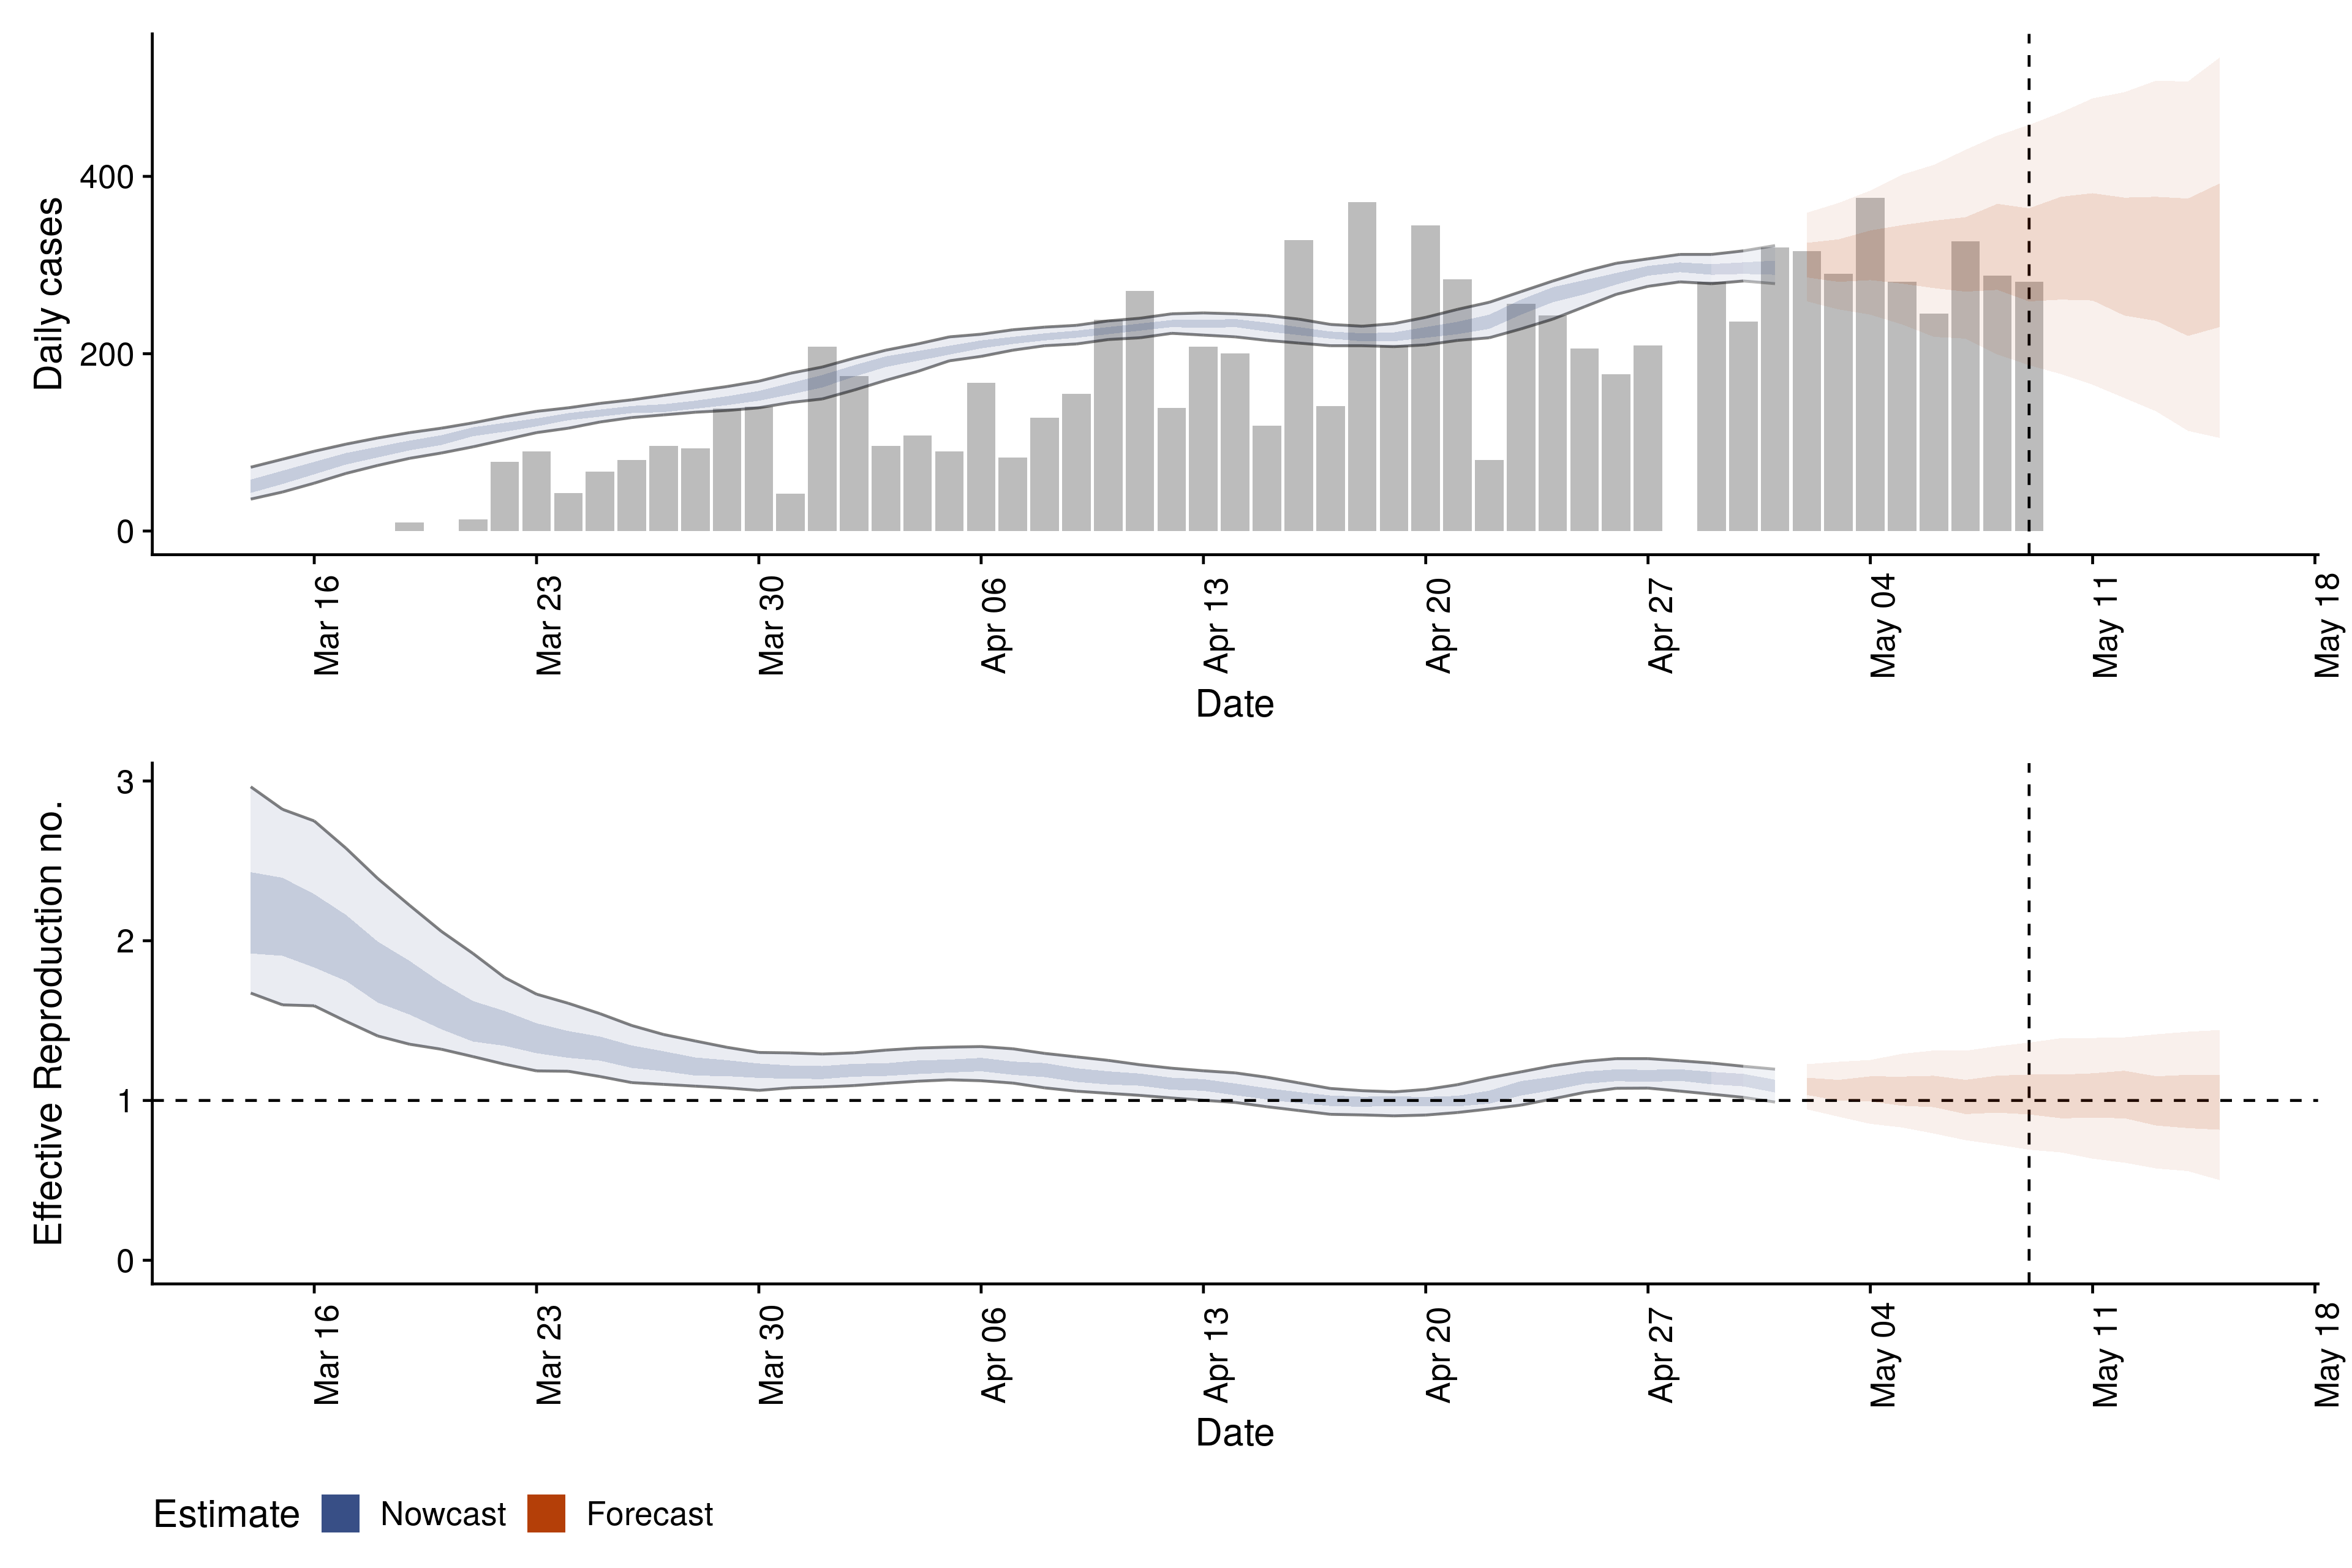 Daily cases
400
200
0
Mar 16
Mar 23
Mar 30
Apr 06
Apr 13
Apr 20
Apr 27
May 04
May 11
May 18
Date
Effective Reproduction no.
3
2
1
0
Mar 16
Mar 23
Mar 30
Apr 06
Apr 13
Apr 20
Apr 27
May 04
May 11
May 18
Date
Estimate Nowcast Forecast